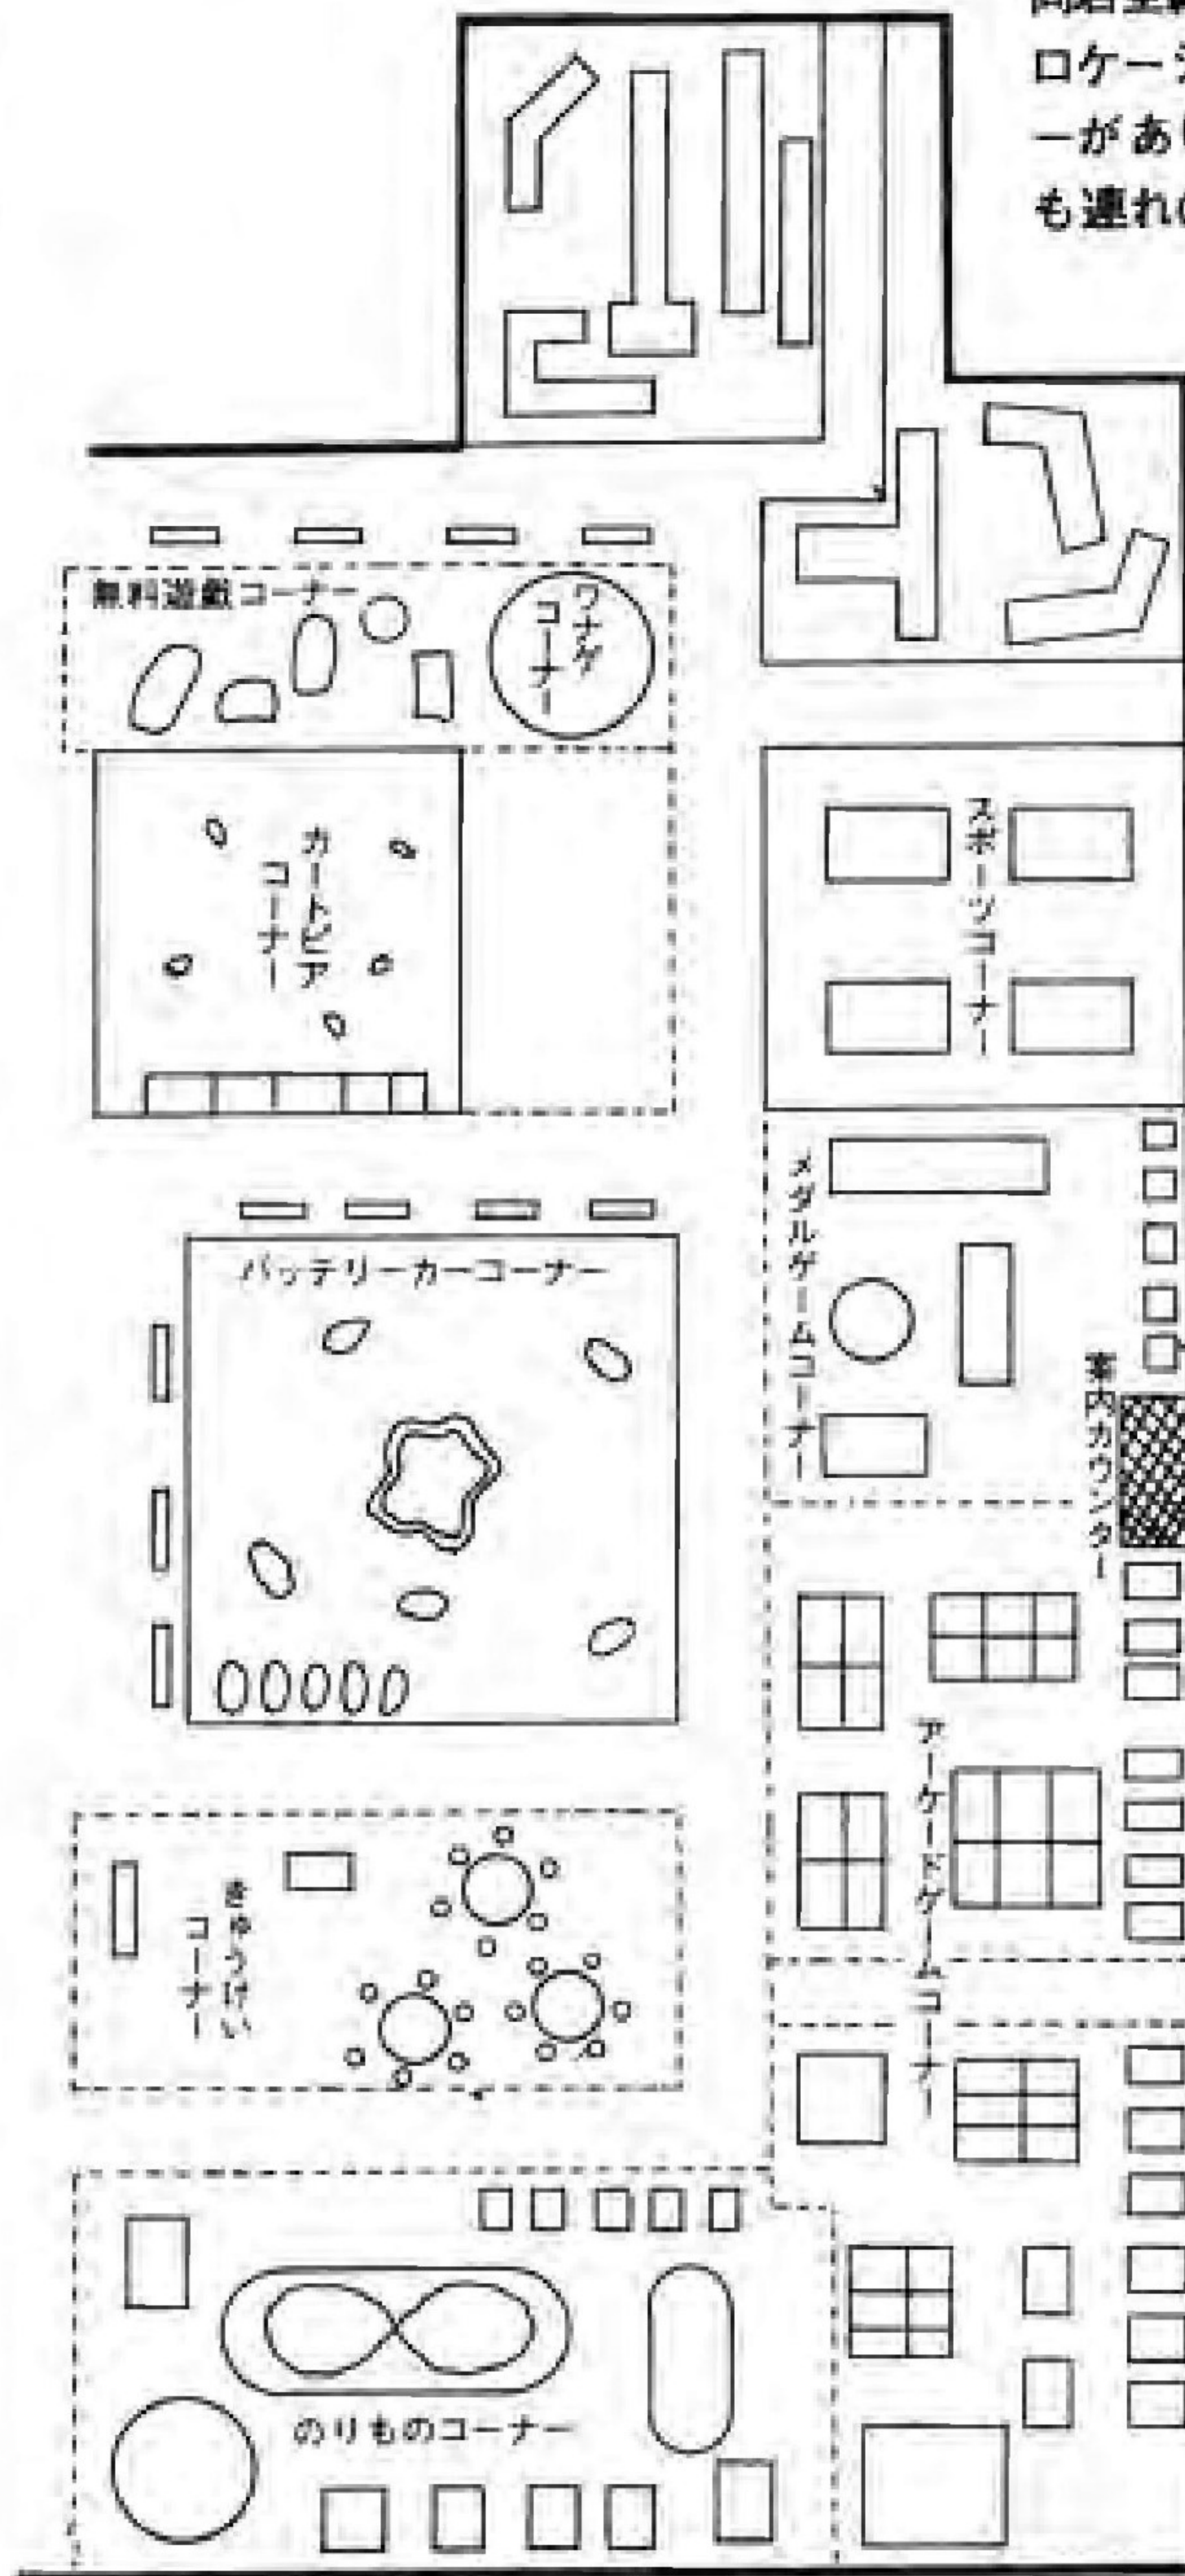 ロケーシ
ーがあ
も連れ
無料遊戯コーナー
ワナゲ
コーナー
カートピア
コーナー
スポーツコーナー
バッテリーカーコーナー
メダルゲームコーナー
案内カウンター
アーケードゲームコーナー
きゅうけい
コーナー
のりものコーナー